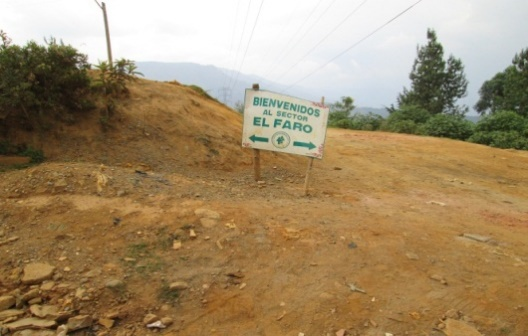 BIENVENIDOS
AL SECTOR
EL FARO